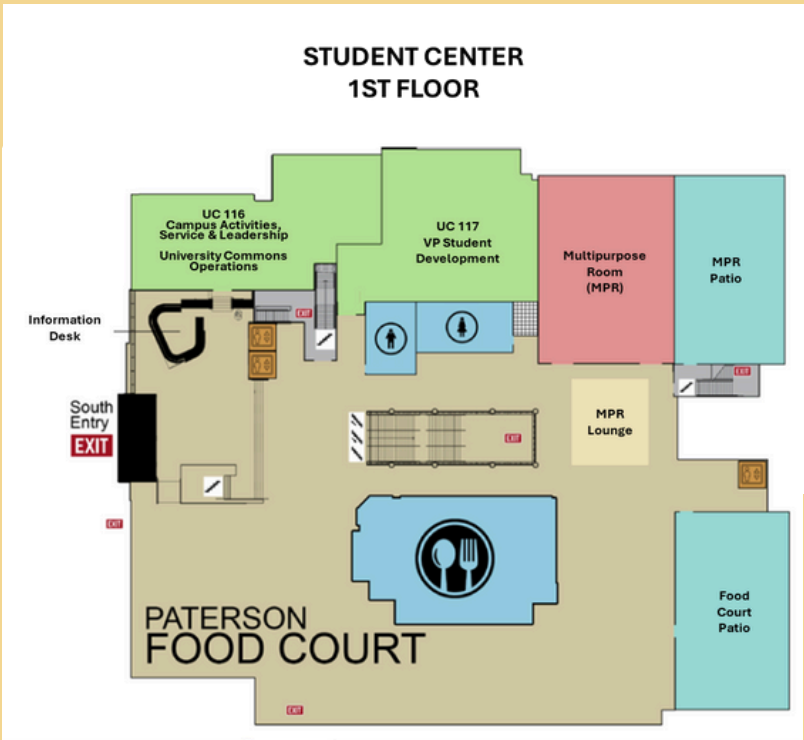 STUDENT CENTER
1ST FLOOR
UC 116
Campus Activities,
Service & Leadership
University Commons
Operations
UC 117
VP Student
Development
Multipurpose
Room
(MPR)
MPR
Patio
Information
Desk
EXIT
EXIT
South
Entry
EXIT
MPR
Lounge
EXIT
EXIT
PATERSON
FOOD COURT
Food
Court
Patio
EXIT